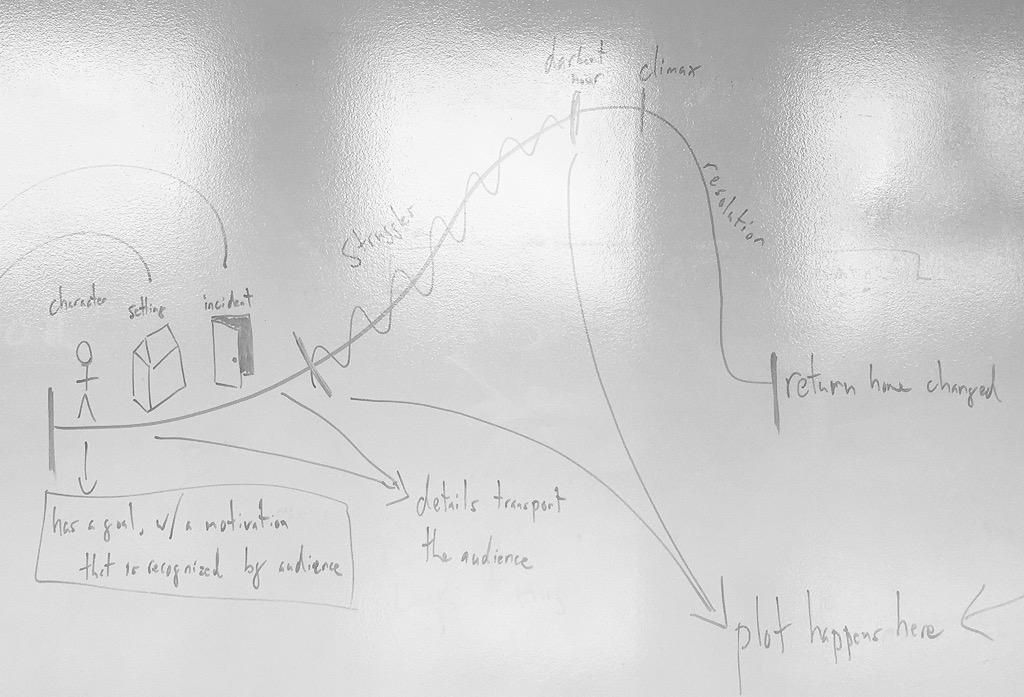 darkest
hour
climax
resolution
Struggler
character
setting
incident
return home changed
has a goal, w/ a motivation
that is recognized by audience
details transport
the audience
plot happens here